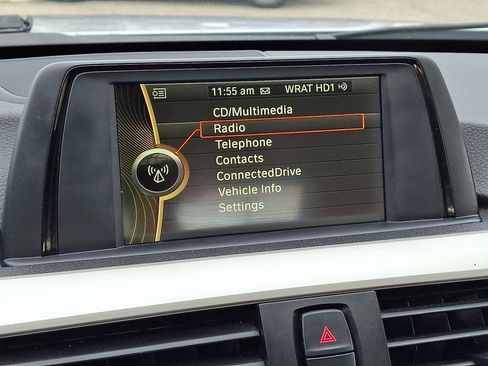 11:55 am WRAT HD1
CD/Multimedia
Radio
Telephone
Contacts
ConnectedDrive
Vehicle Info
Settings